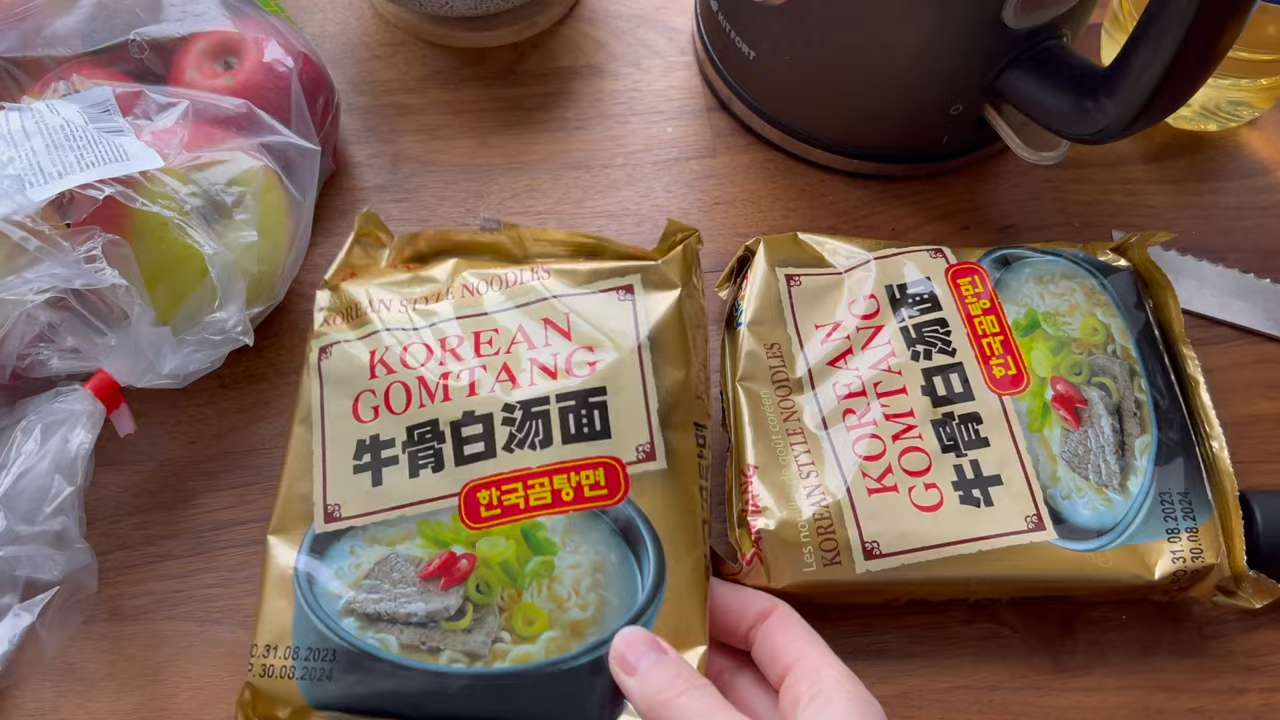 KITFORT
KOREAN STYLE NOODLES
KOREAN
GOMTANG
牛骨白汤面
한국곰탕면
O.31.08.2023.
P. 30.08.2024.
Les nouilles de goût coréen
KOREAN STYLE NOODLES
KOREAN
GOMTANG
牛骨白汤面
한국곰탕면
O.31.08.2023.
30.08.2024.